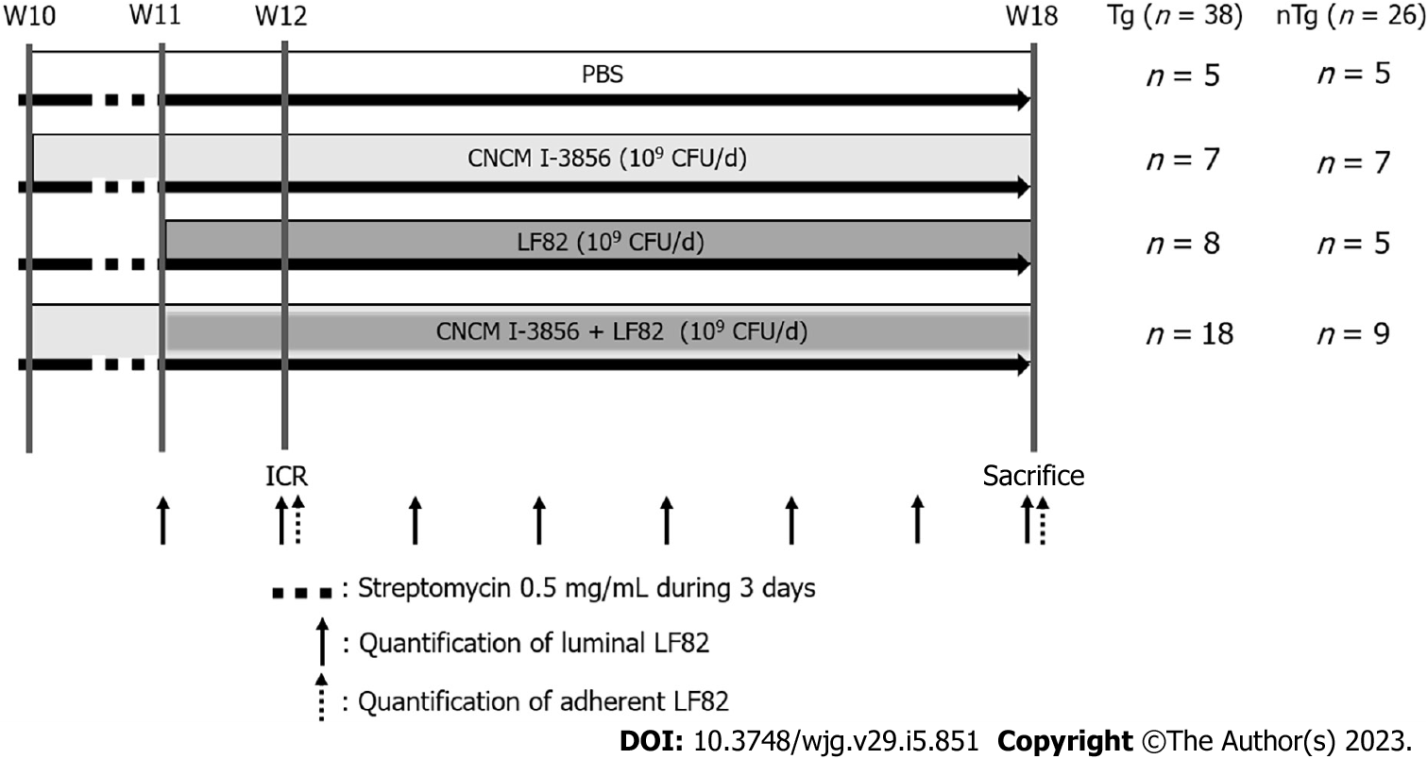 W10 W11 W12 W18 Tg (n = 38) nTg (n = 26)
PBS n = 5 n = 5
CNCM I-3856 (10⁹ CFU/d) n = 7 n = 7
LF82 (10⁹ CFU/d) n = 8 n = 5
CNCM I-3856 + LF82 (10⁹ CFU/d) n = 18 n = 9
ICR Sacrifice
: Streptomycin 0.5 mg/mL during 3 days
: Quantification of luminal LF82
: Quantification of adherent LF82
DOI: 10.3748/wjg.v29.i5.851 Copyright ©The Author(s) 2023.